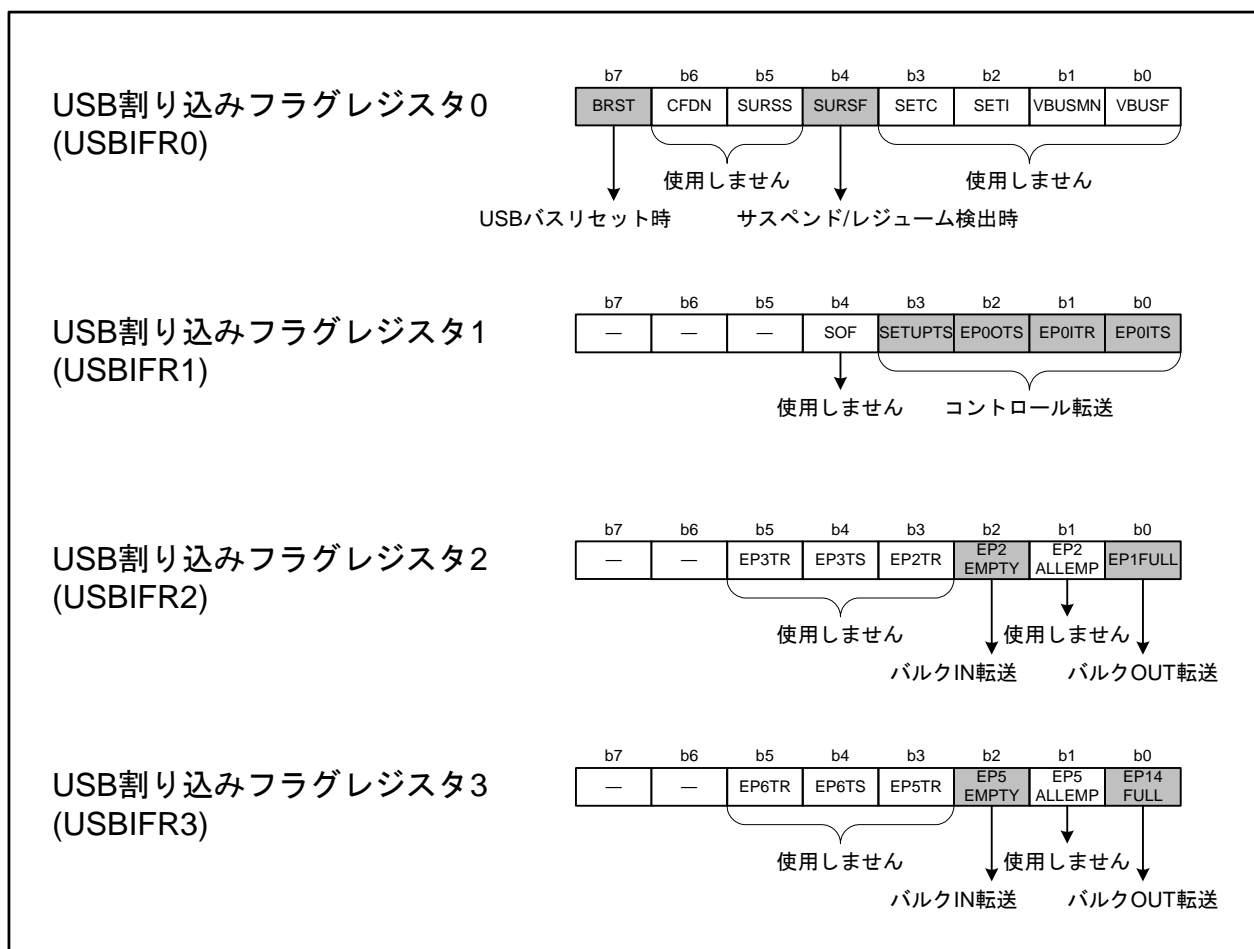 b7 b6 b5 b4 b3 b2 b1 b0
USB割り込みフラグレジスタ0
(USBIFR0)
BRST CFDN SURSS SURSF SETC SETI VBUSMN VBUSF
使用しません 使用しません
USBバスリセット時 サスペンド/レジューム検出時
b7 b6 b5 b4 b3 b2 b1 b0
USB割り込みフラグレジスタ1
(USBIFR1)
— — — SOF SETUPTS EP0OTS EP0ITR EP0ITS
使用しません コントロール転送
b7 b6 b5 b4 b3 b2 b1 b0
USB割り込みフラグレジスタ2
(USBIFR2)
— — EP3TR EP3TS EP2TR EP2 EMPTY EP2 ALLEMP EP1FULL
使用しません 使用しません
バルクIN転送 バルクOUT転送
b7 b6 b5 b4 b3 b2 b1 b0
USB割り込みフラグレジスタ3
(USBIFR3)
— — EP6TR EP6TS EP5TR EP5 EMPTY EP5 ALLEMP EP14 FULL
使用しません 使用しません
バルクIN転送 バルクOUT転送